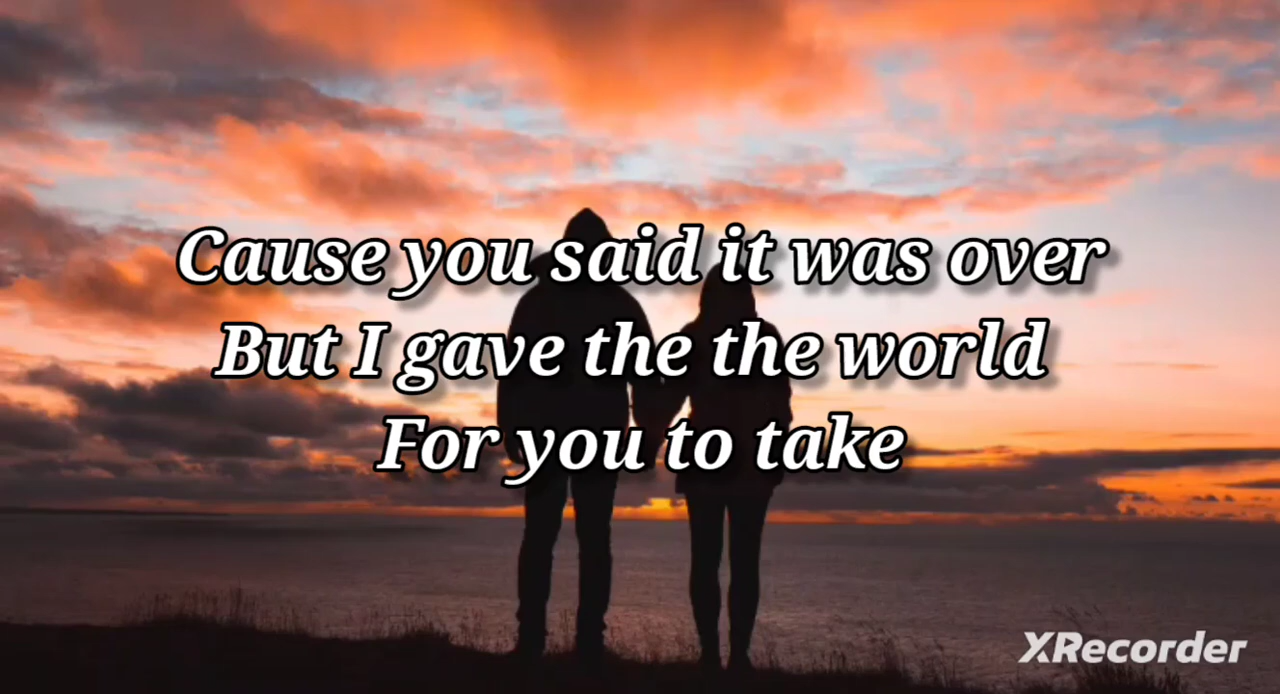 Cause you said it was over
But I gave the the world
For you to take
XRecorder